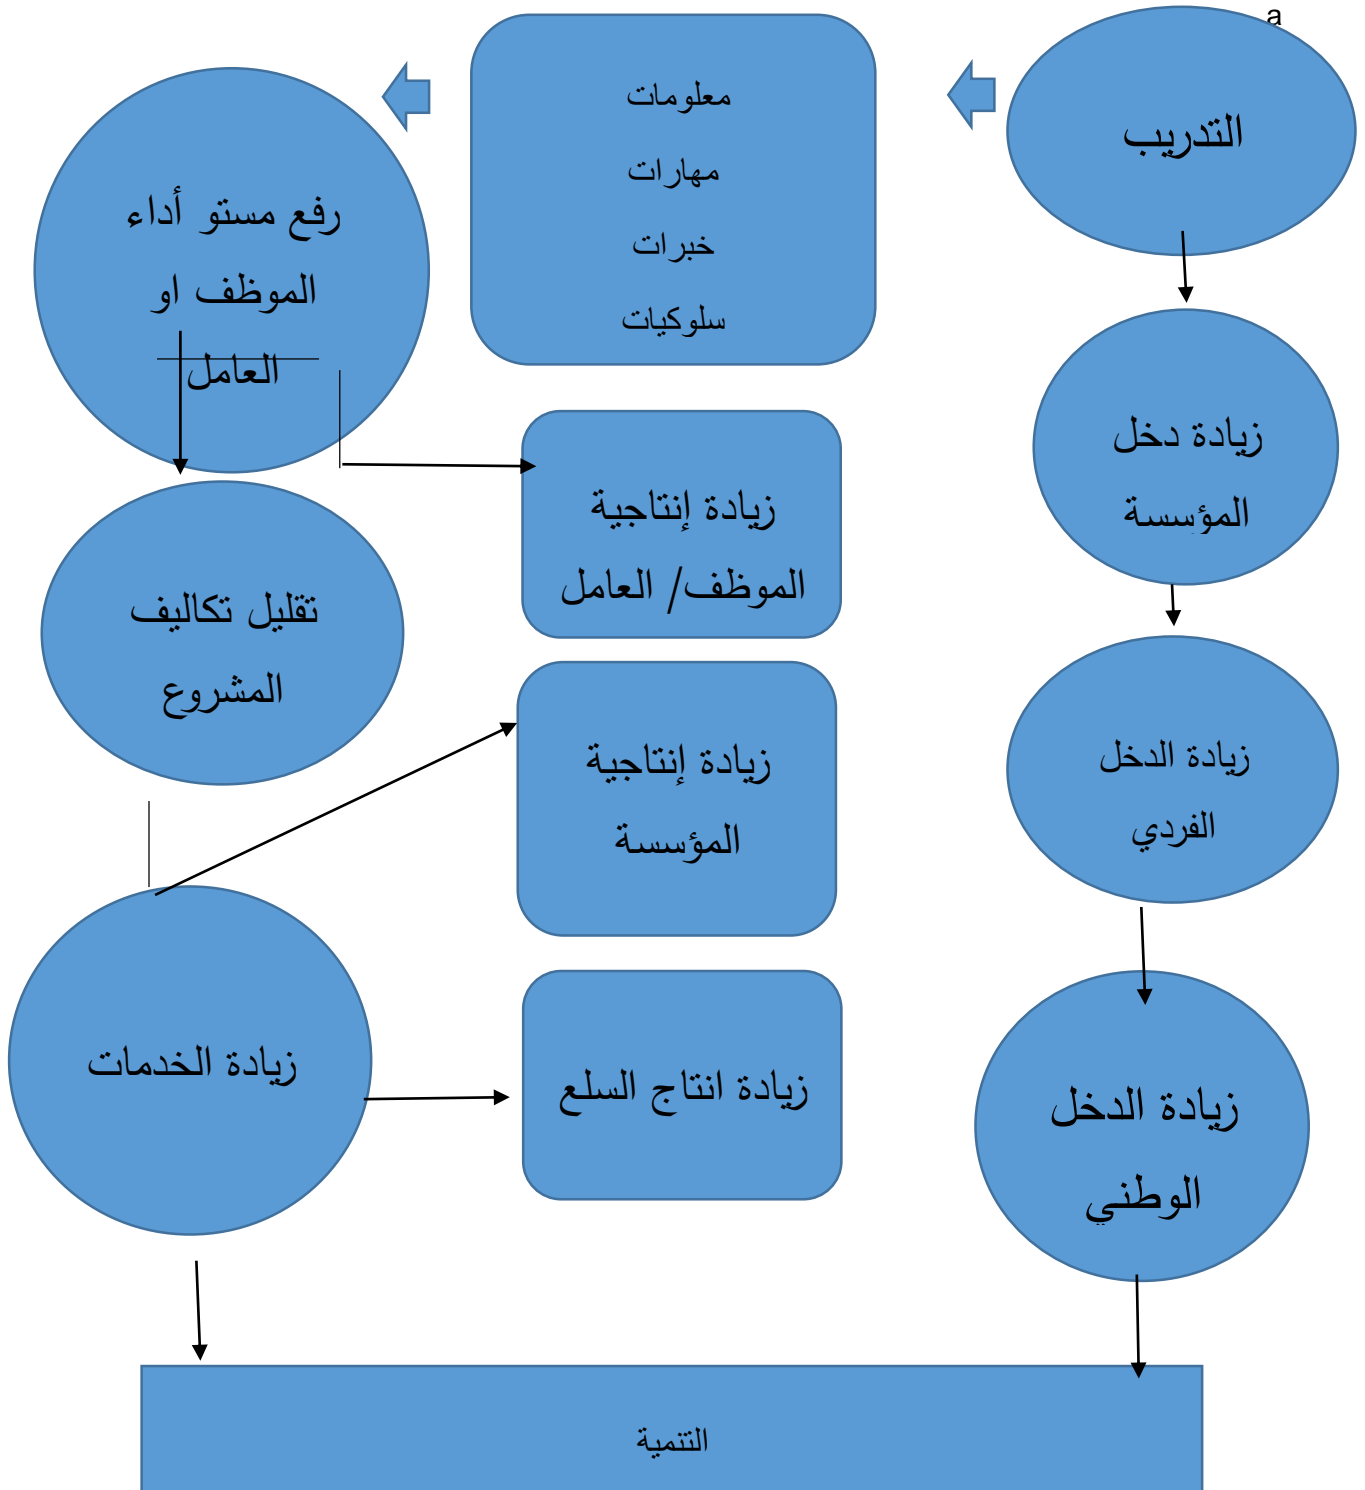 a
التدريب
معلومات
مهارات
خبرات
سلوكيات
رفع مستو أداء
الموظف او
العامل
زيادة دخل
المؤسسة
زيادة إنتاجية
الموظف/ العامل
تقليل تكاليف
المشروع
زيادة الدخل
الفردي
زيادة إنتاجية
المؤسسة
زيادة الدخل
الوطني
زيادة انتاج السلع
زيادة الخدمات
التنمية